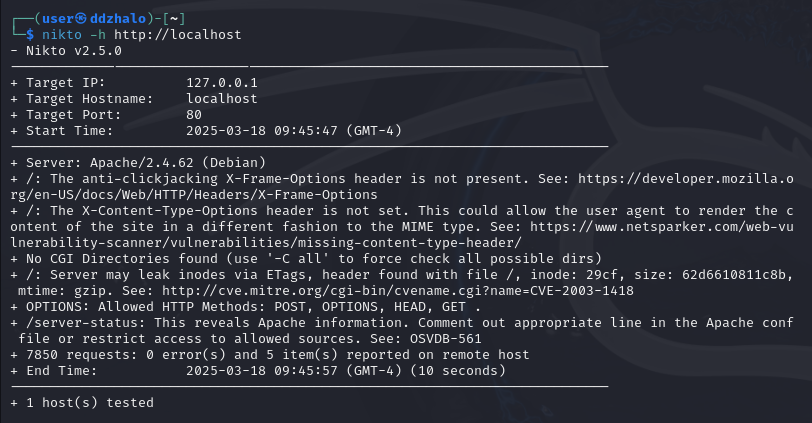 ┌──(user㉿ddzhalo)-[~]
└─$ nikto -h http://localhost
- Nikto v2.5.0
---------------------------------------------------------------------------
+ Target IP:          127.0.0.1
+ Target Hostname:    localhost
+ Target Port:        80
+ Start Time:         2025-03-18 09:45:47 (GMT-4)
---------------------------------------------------------------------------
+ Server: Apache/2.4.62 (Debian)
+ /: The anti-clickjacking X-Frame-Options header is not present. See: https://developer.mozilla.o
rg/en-US/docs/Web/HTTP/Headers/X-Frame-Options
+ /: The X-Content-Type-Options header is not set. This could allow the user agent to render the c
ontent of the site in a different fashion to the MIME type. See: https://www.netsparker.com/web-vu
lnerability-scanner/vulnerabilities/missing-content-type-header/
+ No CGI Directories found (use '-C all' to force check all possible dirs)
+ /: Server may leak inodes via ETags, header found with file /, inode: 29cf, size: 62d6610811c8b,
 mtime: gzip. See: http://cve.mitre.org/cgi-bin/cvename.cgi?name=CVE-2003-1418
+ OPTIONS: Allowed HTTP Methods: POST, OPTIONS, HEAD, GET .
+ /server-status: This reveals Apache information. Comment out appropriate line in the Apache conf
 file or restrict access to allowed sources. See: OSVDB-561
+ 7850 requests: 0 error(s) and 5 item(s) reported on remote host
+ End Time:           2025-03-18 09:45:57 (GMT-4) (10 seconds)
---------------------------------------------------------------------------
+ 1 host(s) tested